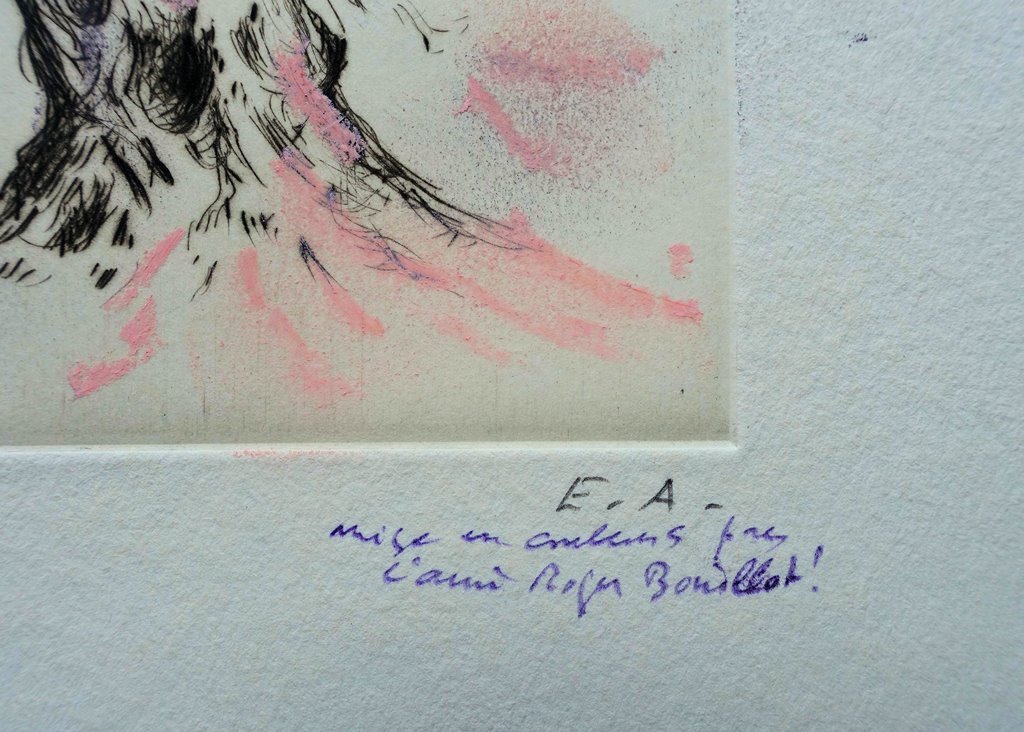 E. A.
mise en couleurs par
l'ami Roger Bouillot!